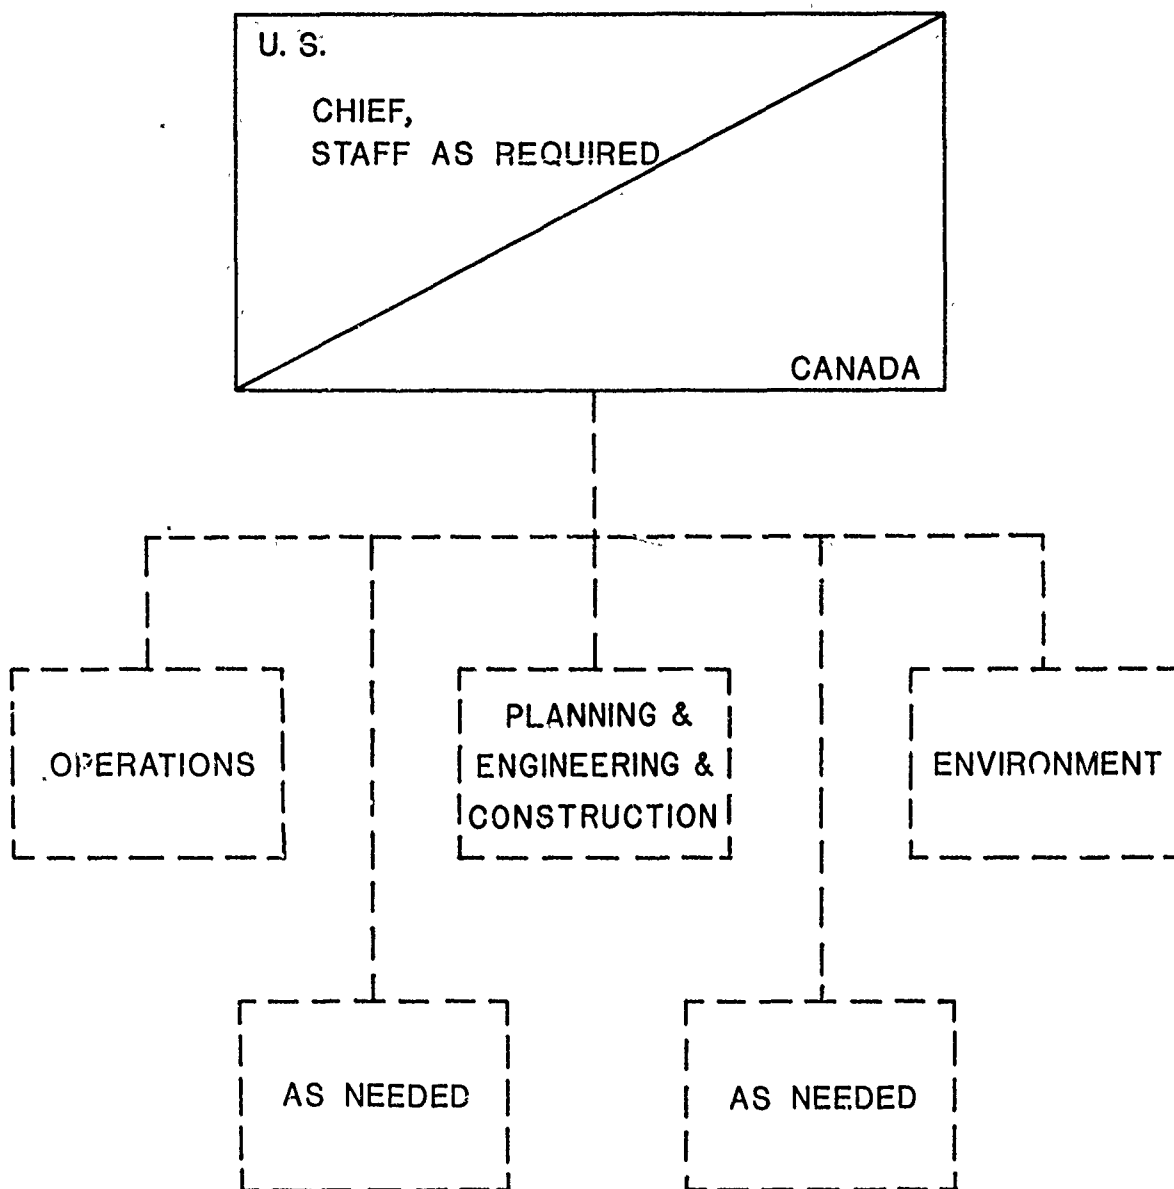 U. S.
CHIEF,
STAFF AS REQUIRED
CANADA
OPERATIONS
PLANNING &
ENGINEERING &
CONSTRUCTION
ENVIRONMENT
AS NEEDED
AS NEEDED